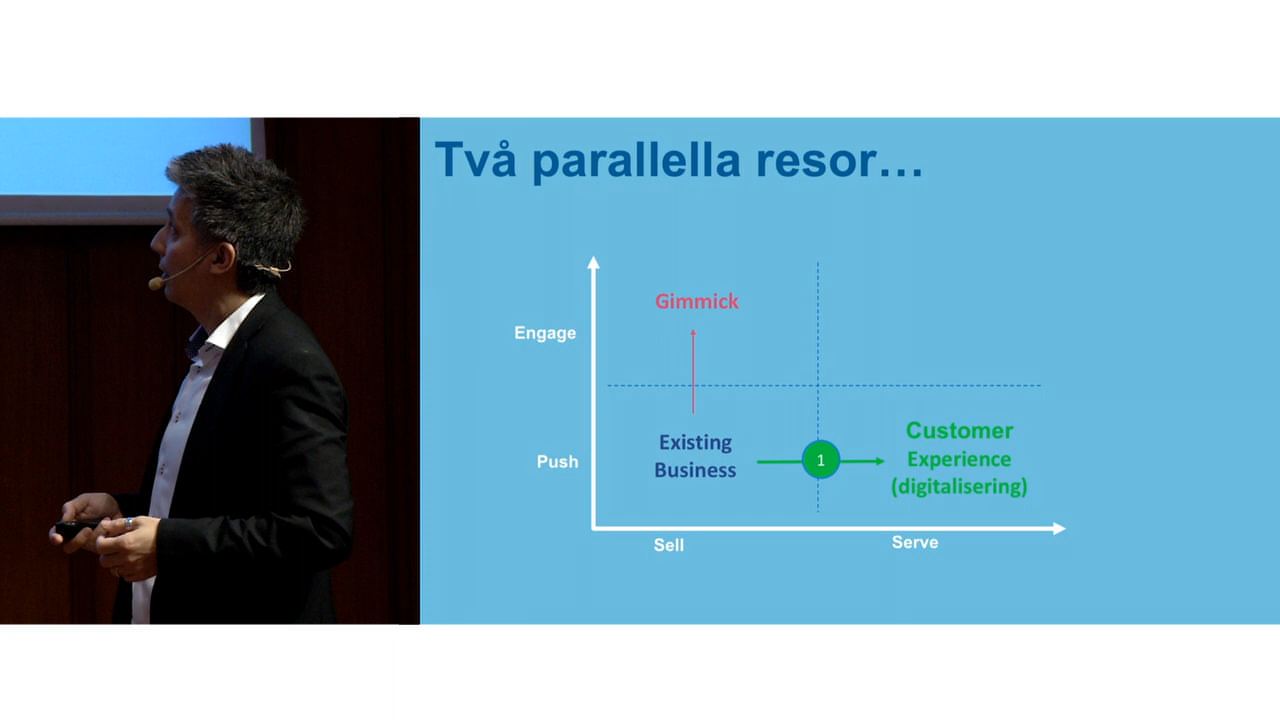 Två parallella resor…
Gimmick
Engage
Existing
Business
Push
1
Customer
Experience
(digitalisering)
Sell
Serve